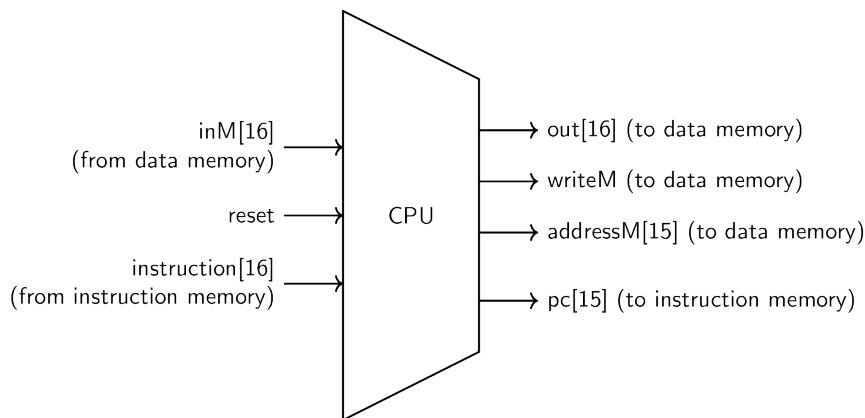 inM[16]
(from data memory)
reset
instruction[16]
(from instruction memory)
CPU
out[16] (to data memory)
writeM (to data memory)
addressM[15] (to data memory)
pc[15] (to instruction memory)